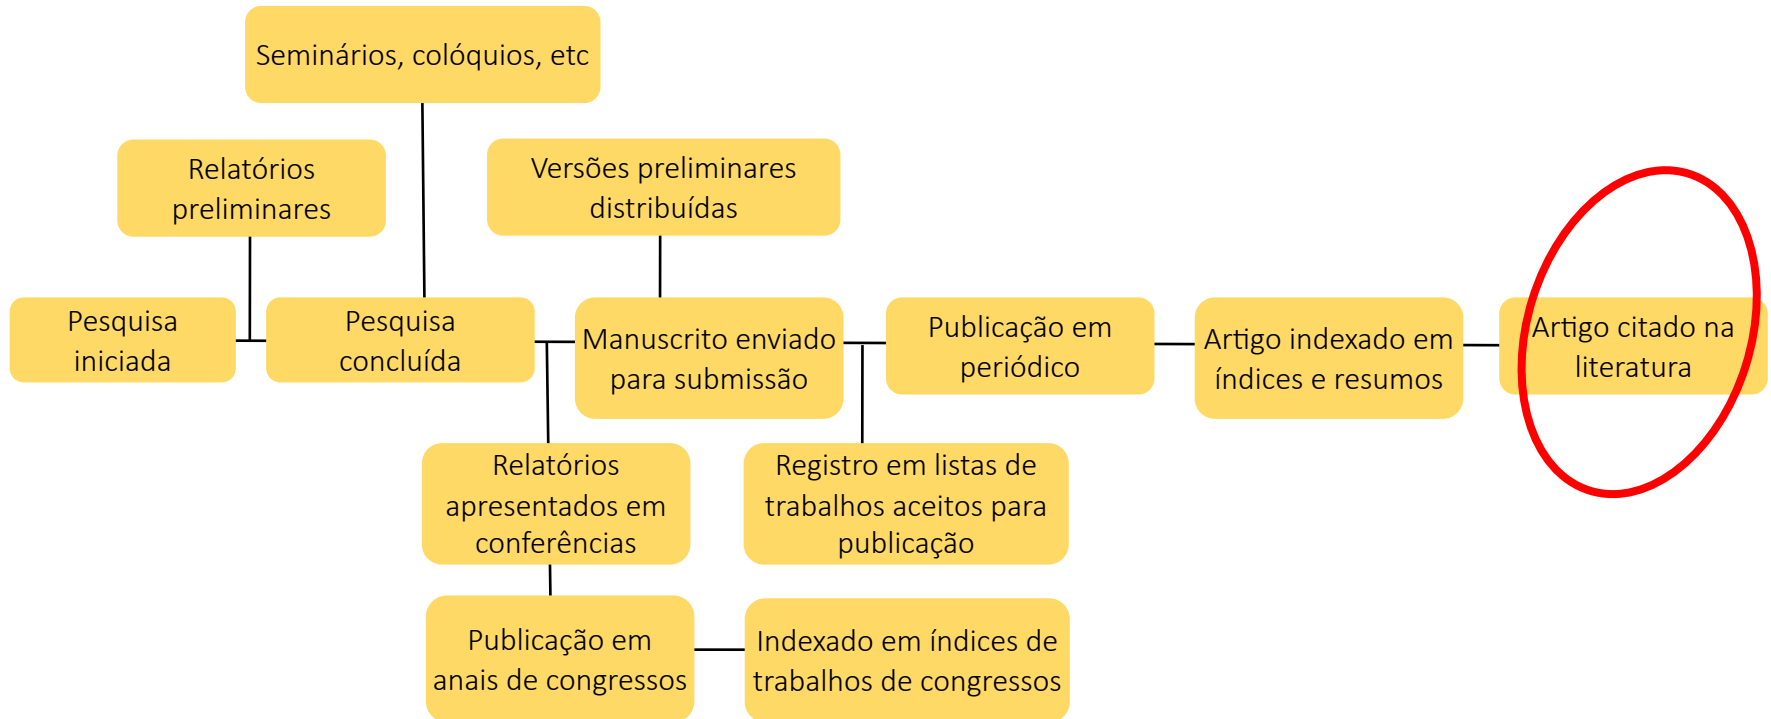 Seminários, colóquios, etc
Relatórios
preliminares
Versões preliminares
distribuídas
Pesquisa
iniciada
Pesquisa
concluída
Manuscrito enviado
para submissão
Publicação em
periódico
Artigo indexado em
índices e resumos
Artigo citado na
literatura
Relatórios
apresentados em
conferências
Registro em listas de
trabalhos aceitos para
publicação
Publicação em
anais de congressos
Indexado em índices de
trabalhos de congressos